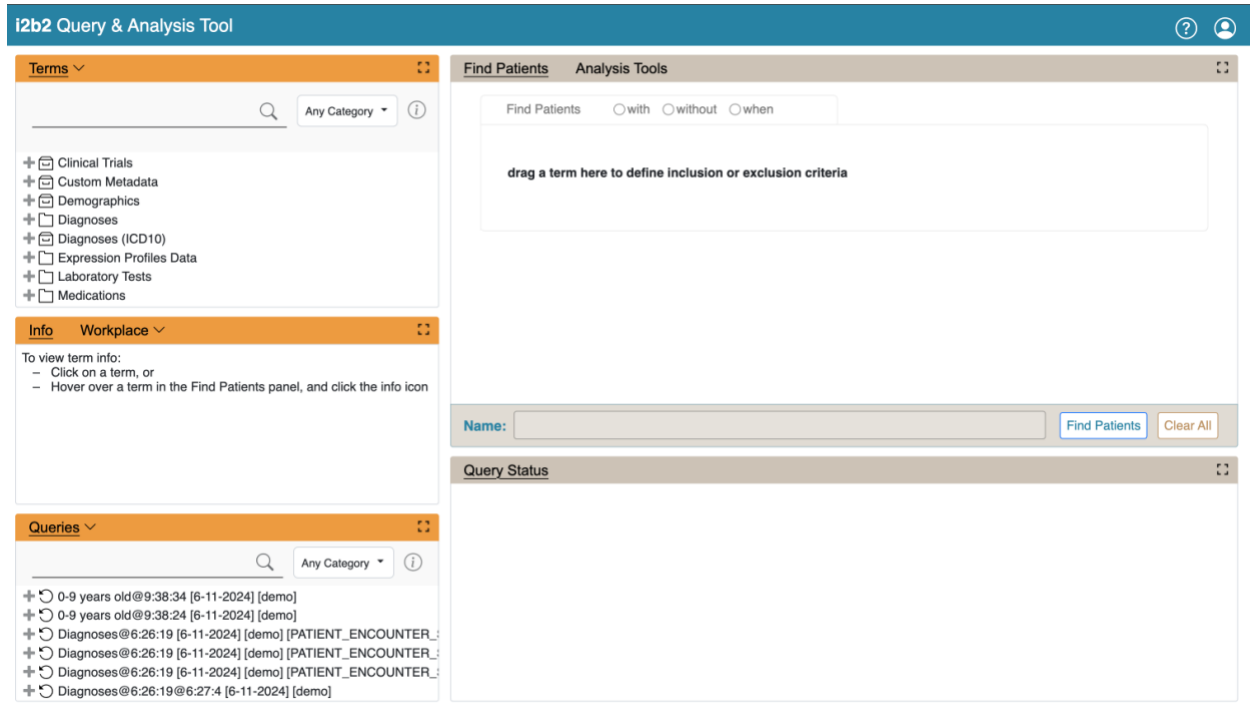 i2b2 Query & Analysis Tool
Terms
Any Category
Clinical Trials
Custom Metadata
Demographics
Diagnoses
Diagnoses (ICD10)
Expression Profiles Data
Laboratory Tests
Medications
Info Workplace
To view term info:
– Click on a term, or
– Hover over a term in the Find Patients panel, and click the info icon
Queries
Any Category
0-9 years old@9:38:34 [6-11-2024] [demo]
0-9 years old@9:38:24 [6-11-2024] [demo]
Diagnoses@6:26:19 [6-11-2024] [demo] [PATIENT_ENCOUNTER_
Diagnoses@6:26:19 [6-11-2024] [demo] [PATIENT_ENCOUNTER_
Diagnoses@6:26:19 [6-11-2024] [demo] [PATIENT_ENCOUNTER_
Diagnoses@6:26:19@6:27:4 [6-11-2024] [demo]
Find Patients Analysis Tools
Find Patients with without when
drag a term here to define inclusion or exclusion criteria
Name: Find Patients Clear All
Query Status